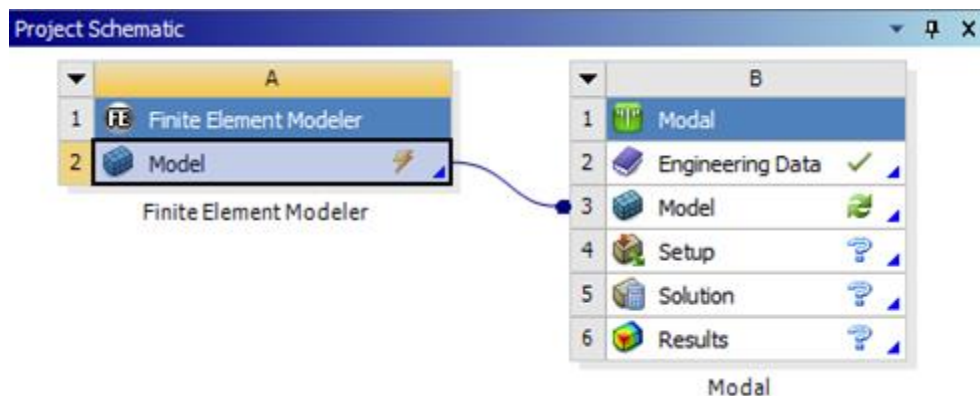 Project Schematic
A
1 FE Finite Element Modeler
2 Model
Finite Element Modeler
B
1 Modal
2 Engineering Data
3 Model
4 Setup
5 Solution
6 Results
Modal